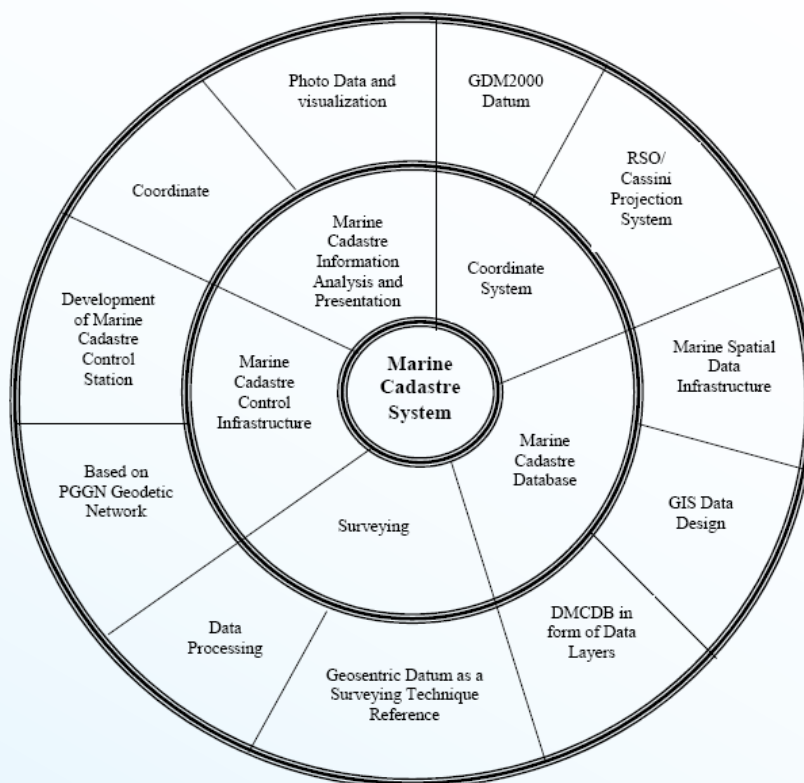 Photo Data and
visualization
GDM2000
Datum
RSO/
Cassini
Projection
System
Coordinate
Marine
Cadastre
Information
Analysis and
Presentation
Coordinate
System
Development
of Marine
Cadastre
Control
Station
Marine
Cadastre
Control
Infrastructure
Marine
Cadastre
System
Marine Spatial
Data
Infrastructure
Marine
Cadastre
Database
Based on
PGGN Geodetic
Network
Surveying
GIS Data
Design
Data
Processing
Geosentric Datum as a
Surveying Technique
Reference
DMCDB in
form of Data
Layers